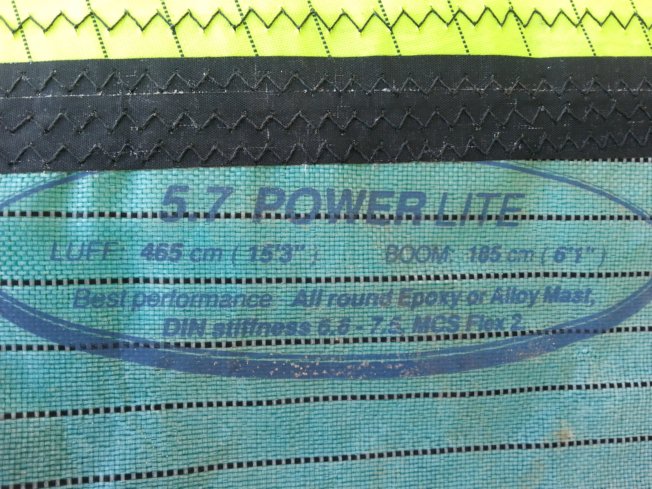 5.7 POWER LITE
LUFF: 465 cm ( 15'3" ) BOOM: 185 cm ( 6'1" )
Best performance: All round Epoxy or Alloy Mast,
DIN stiffness 6.6 - 7.5, MCS Flex 2